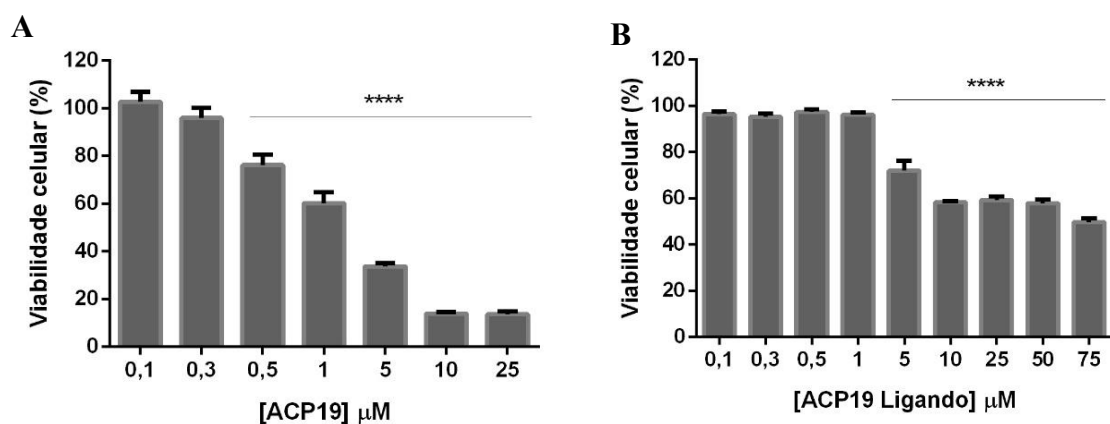 A
Viabilidade celular (%)
120
100
80
60
40
20
0
****
0,1 0,3 0,5 1 5 10 25
[ACP19] µM
B
Viabilidade celular (%)
120
100
80
60
40
20
0
****
0,1 0,3 0,5 1 5 10 25 50 75
[ACP19 Ligando] µM